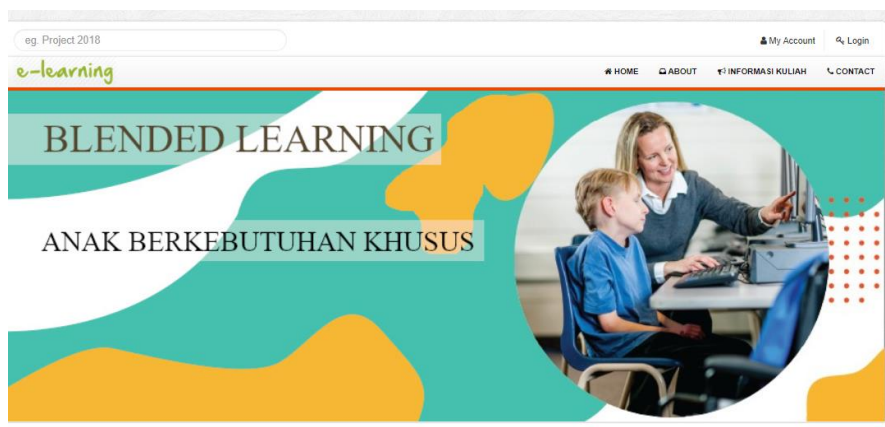 eg. Project 2018
My Account Login
e-learning
HOME ABOUT INFORMASI KULIAH CONTACT
BLENDED LEARNING
ANAK BERKEBUTUHAN KHUSUS